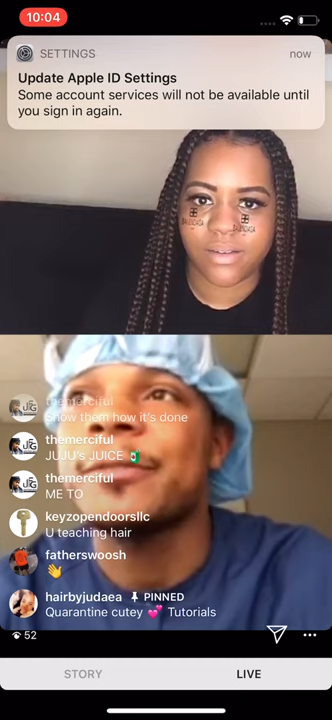 10:04
SETTINGS
now
Update Apple ID Settings
Some account services will not be available until
you sign in again.
themerciful
Show them how it's done
themerciful
JUJU's JUICE 🧃
themerciful
ME TO
keyzopendoorsllc
U teaching hair
fatherswoosh
👋
hairbyjudaea PINNED
Quarantine cutey 💕 Tutorials
52
STORY
LIVE